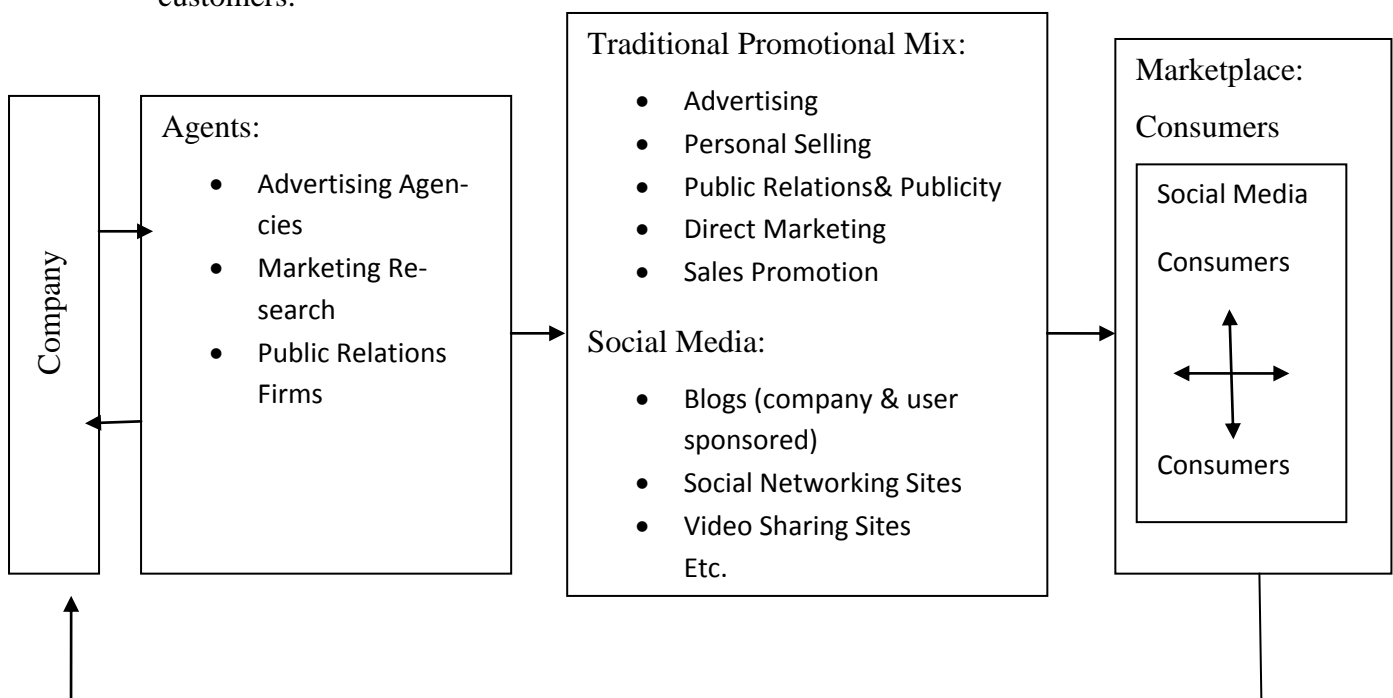 customers.
Company
Agents:
• Advertising Agen-
cies
• Marketing Re-
search
• Public Relations
Firms
Traditional Promotional Mix:
• Advertising
• Personal Selling
• Public Relations& Publicity
• Direct Marketing
• Sales Promotion
Social Media:
• Blogs (company & user
sponsored)
• Social Networking Sites
• Video Sharing Sites
Etc.
Marketplace:
Consumers
Social Media
Consumers
Consumers